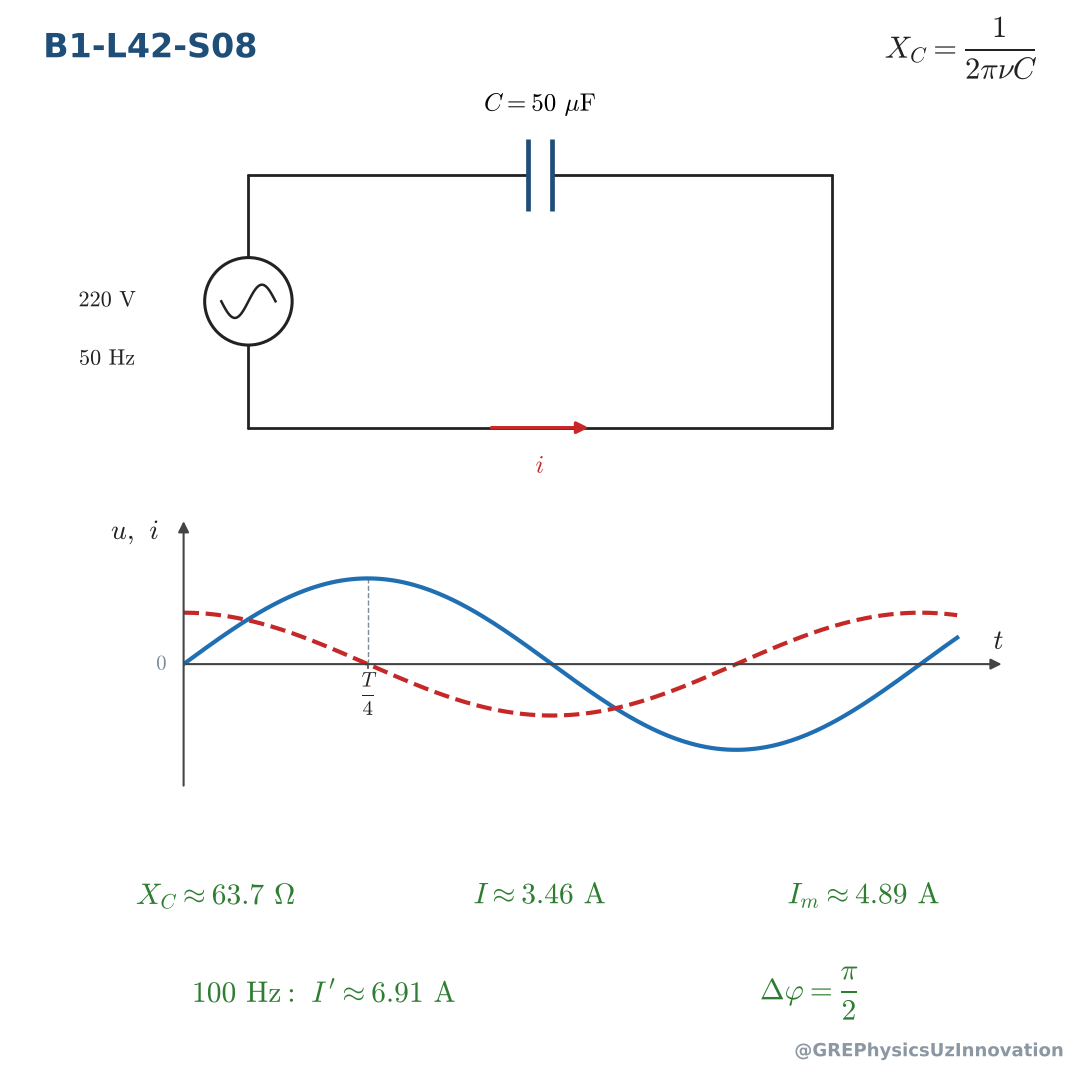 B1-L42-S08
X_C = 1/(2πνC)
C = 50 μF
220 V
50 Hz
i
u, i
t
0
T/4
X_C ≈ 63.7 Ω
I ≈ 3.46 A
I_m ≈ 4.89 A
100 Hz: I′ ≈ 6.91 A
Δφ = π/2
@GREPhysicsUzInnovation